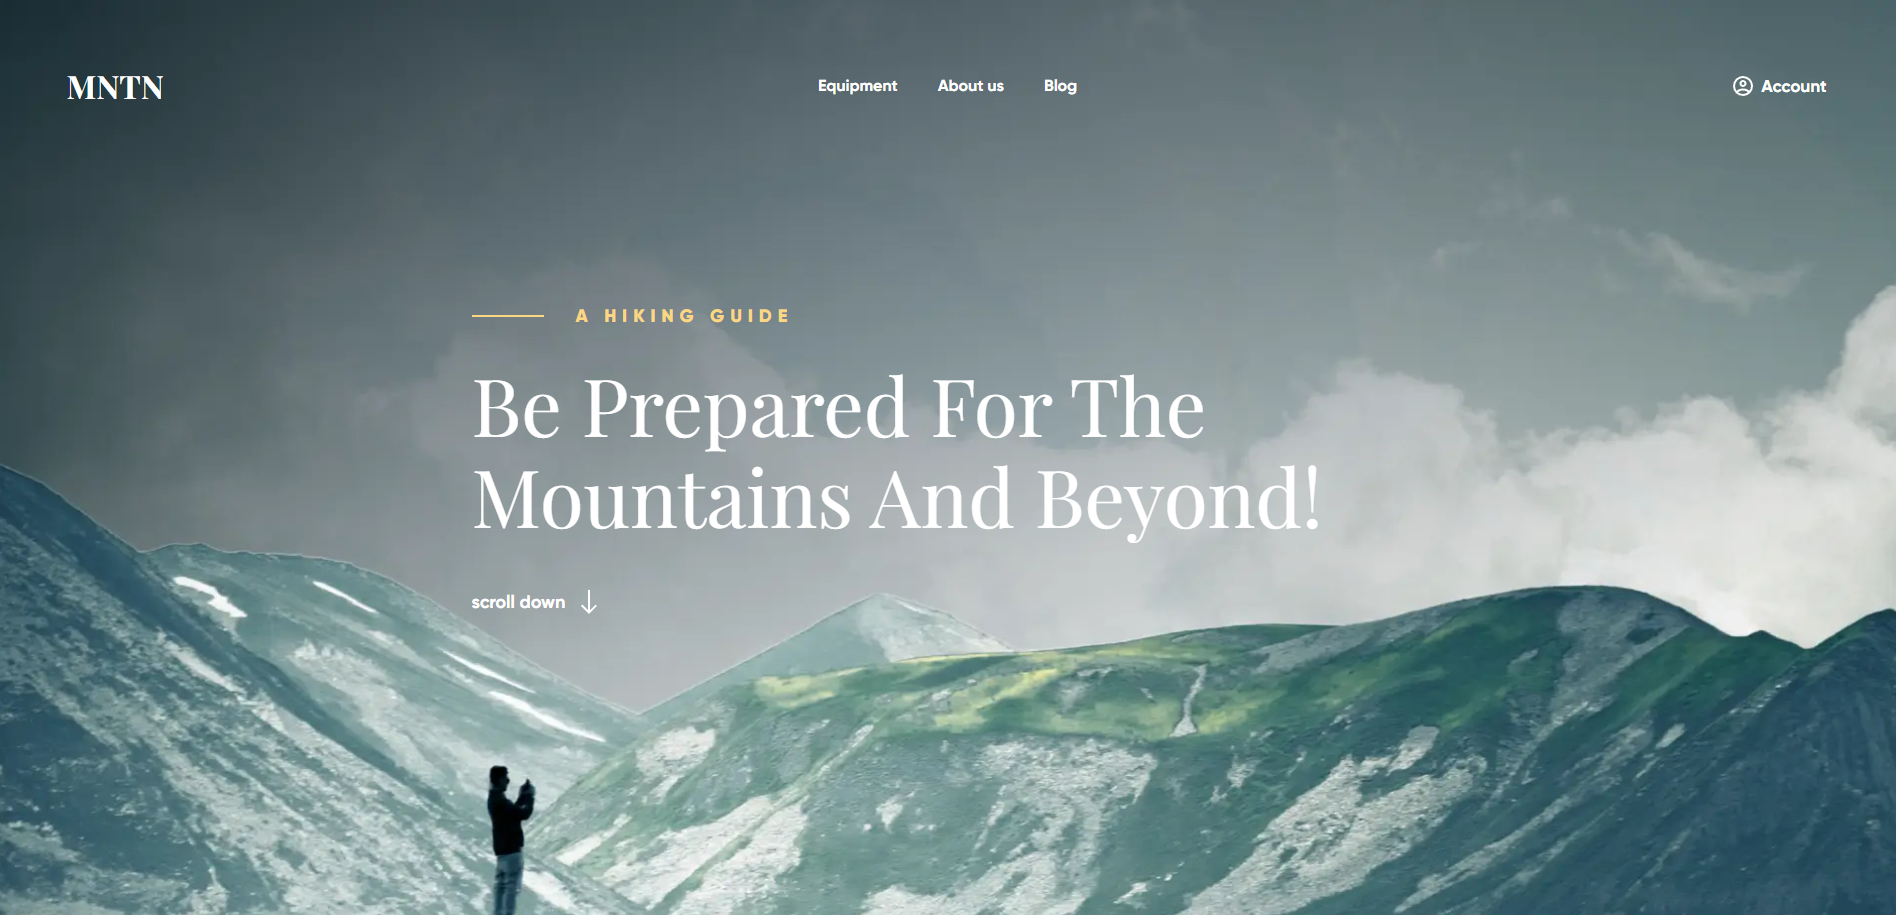 MNTN
Equipment
About us
Blog
Account
A HIKING GUIDE
Be Prepared For The
Mountains And Beyond!
scroll down